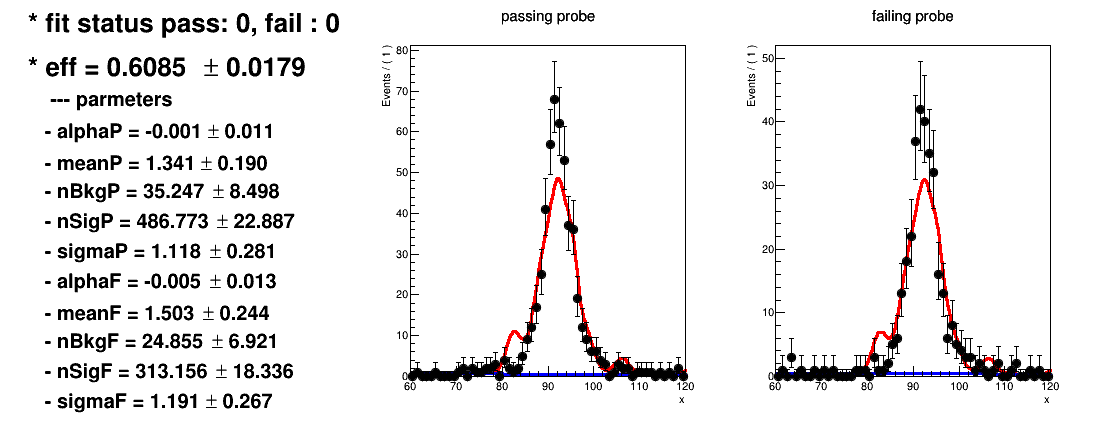 * fit status pass: 0, fail : 0
* eff = 0.6085 ± 0.0179
--- parmeters
- alphaP = -0.001 ± 0.011
- meanP = 1.341 ± 0.190
- nBkgP = 35.247 ± 8.498
- nSigP = 486.773 ± 22.887
- sigmaP = 1.118 ± 0.281
- alphaF = -0.005 ± 0.013
- meanF = 1.503 ± 0.244
- nBkgF = 24.855 ± 6.921
- nSigF = 313.156 ± 18.336
- sigmaF = 1.191 ± 0.267
passing probe
Events / ( 1 )
80
70
60
50
40
30
20
10
0
60 70 80 90 100 110 120
x
failing probe
Events / ( 1 )
50
40
30
20
10
0
60 70 80 90 100 110 120
x